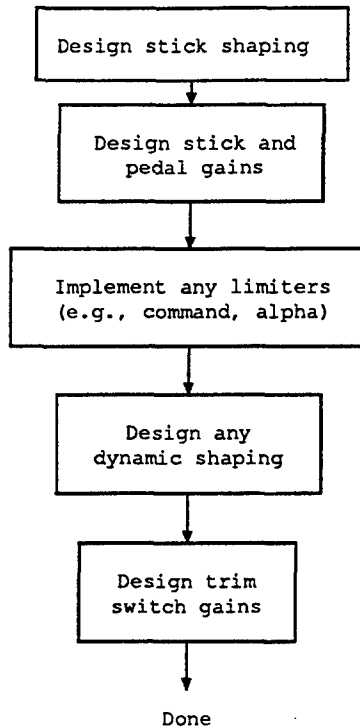 Design stick shaping
Design stick and
pedal gains
Implement any limiters
(e.g., command, alpha)
Design any
dynamic shaping
Design trim
switch gains
Done